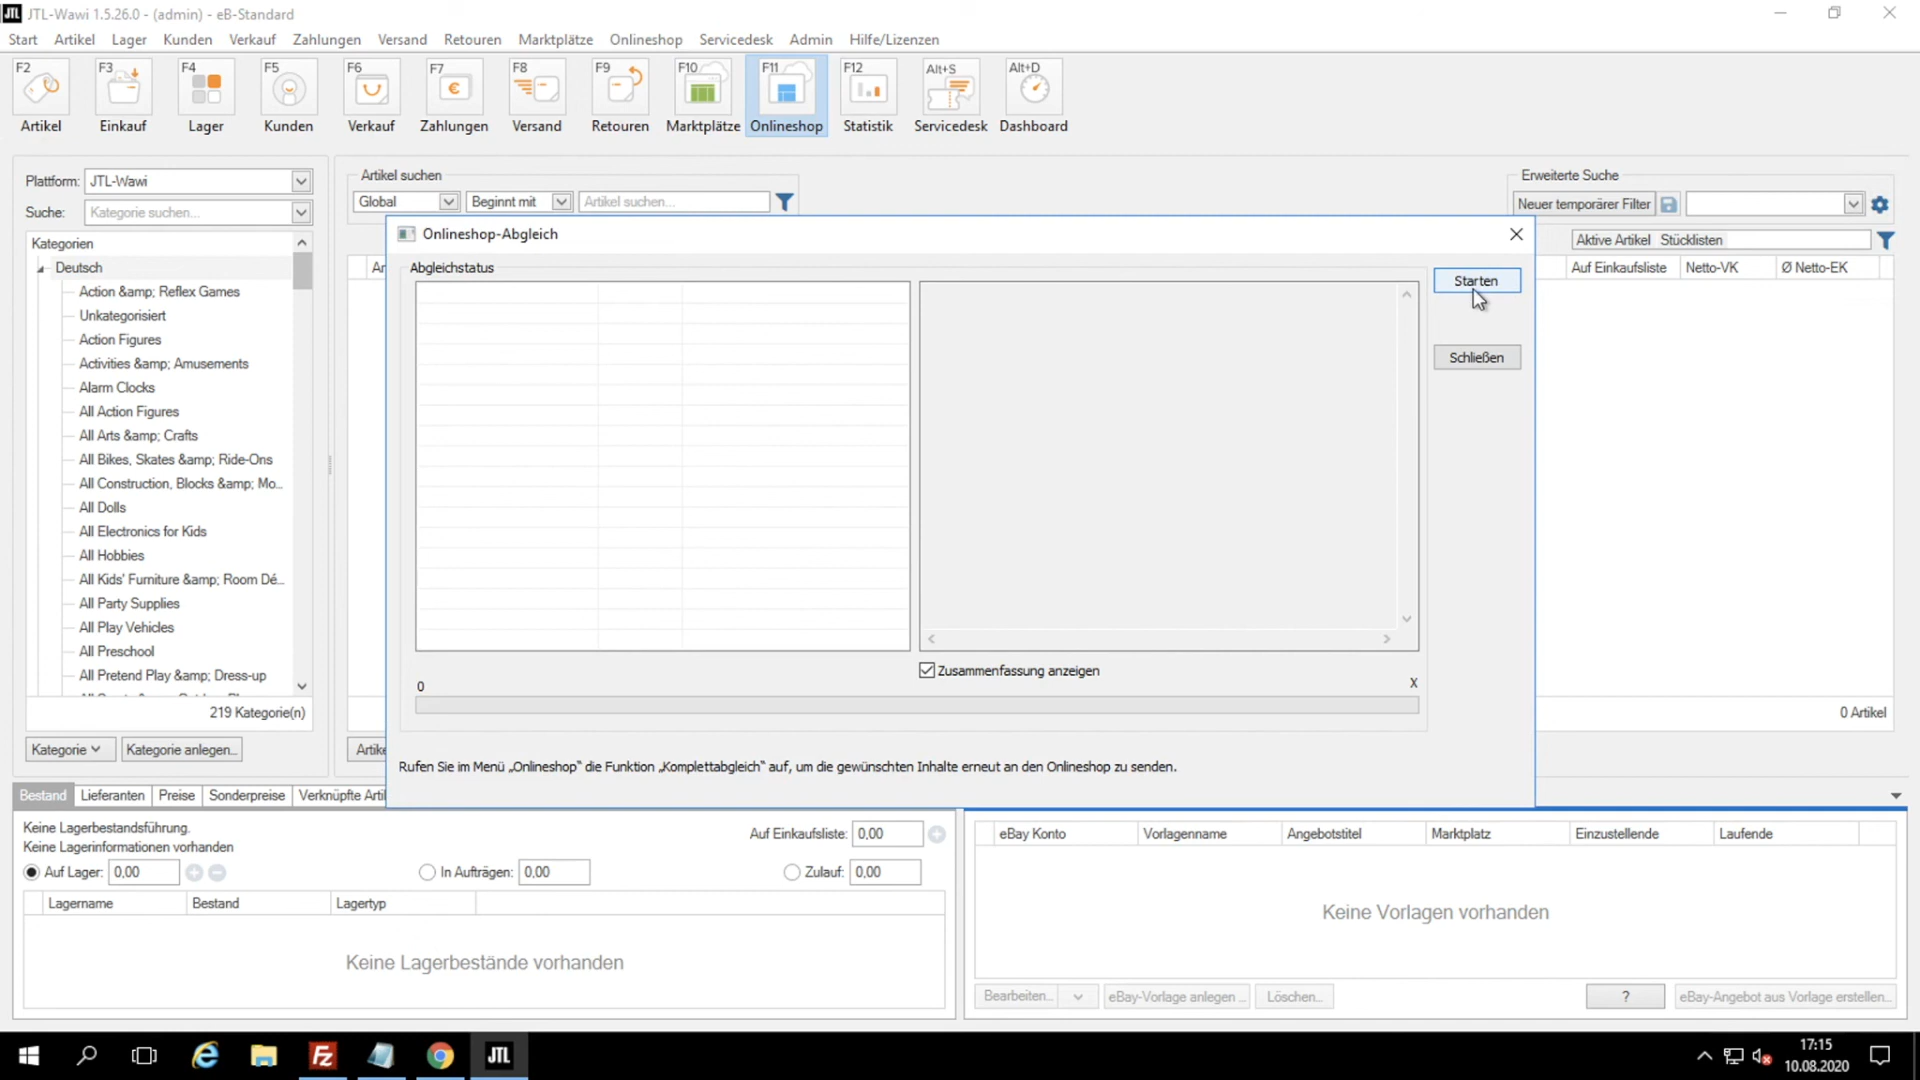 JTL JTL-Wawi 1.5.26.0 - (admin) - eB-Standard
Start Artikel Lager Kunden Verkauf Zahlungen Versand Retouren Marktplätze Onlineshop Servicedesk Admin Hilfe/Lizenzen
F2 F3 F4 F5 F6 F7 F8 F9 F10 F11 F12 Alt+S Alt+D
Artikel Einkauf Lager Kunden Verkauf Zahlungen Versand Retouren Marktplätze Onlineshop Statistik Servicedesk Dashboard
Plattform: JTL-Wawi
Suche: Kategorie suchen...
Artikel suchen
Global Beginnt mit Artikel suchen...
Erweiterte Suche
Neuer temporärer Filter
Aktive Artikel Stücklisten
Auf Einkaufsliste Netto-VK Ø Netto-EK
Kategorien
Deutsch
Action &amp; Reflex Games
Unkategorisiert
Action Figures
Activities &amp; Amusements
Alarm Clocks
All Action Figures
All Arts &amp; Crafts
All Bikes, Skates &amp; Ride-Ons
All Construction, Blocks &amp; Mo...
All Dolls
All Electronics for Kids
All Hobbies
All Kids' Furniture &amp; Room Dé...
All Party Supplies
All Play Vehicles
All Preschool
All Pretend Play &amp; Dress-up
219 Kategorie(n)
Kategorie Kategorie anlegen...
Onlineshop-Abgleich
Abgleichstatus
Starten
Schließen
Zusammenfassung anzeigen
0 X
Rufen Sie im Menü „Onlineshop“ die Funktion „Komplettabgleich“ auf, um die gewünschten Inhalte erneut an den Onlineshop zu senden.
0 Artikel
Bestand Lieferanten Preise Sonderpreise Verknüpfte Arti
Keine Lagerbestandsführung.
Keine Lagerinformationen vorhanden
Auf Einkaufsliste: 0,00
Auf Lager: 0,00 In Aufträgen: 0,00 Zulauf: 0,00
Lagername Bestand Lagertyp
Keine Lagerbestände vorhanden
eBay Konto Vorlagenname Angebotstitel Marktplatz Einzustellende Laufende
Keine Vorlagen vorhanden
Bearbeiten... eBay-Vorlage anlegen ... Löschen... ? eBay-Angebot aus Vorlage erstellen...
JTL
17:15
10.08.2020